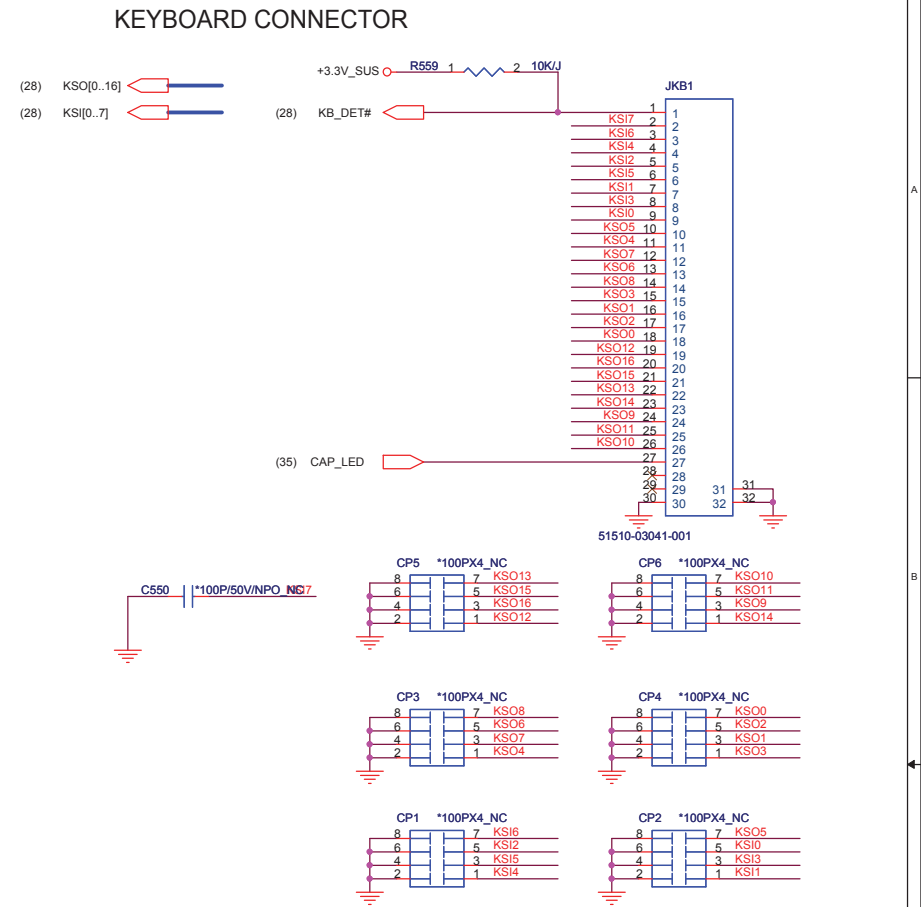 KEYBOARD CONNECTOR
+3.3V_SUS R559 1 2 10K/J
(28) KSO[0..16]
(28) KSI[0..7]
(28) KB_DET#
JKB1
1 1
KSI7 2 2
KSI6 3 3
KSI4 4 4
KSI2 5 5
KSI5 6 6
KSI1 7 7
KSI3 8 8
KSI0 9 9
KSO5 10 10
KSO4 11 11
KSO7 12 12
KSO6 13 13
KSO8 14 14
KSO3 15 15
KSO1 16 16
KSO2 17 17
KSO0 18 18
KSO12 19 19
KSO16 20 20
KSO15 21 21
KSO13 22 22
KSO14 23 23
KSO9 24 24
KSO11 25 25
KSO10 26 26
(35) CAP_LED 27 27
28 28
29 29 31 31
30 30 32 32
51510-03041-001
A
B
C550 *100P/50V/NPO_NC KSI7
CP5 *100PX4_NC
8 7 KSO13
6 5 KSO15
4 3 KSO16
2 1 KSO12
CP6 *100PX4_NC
8 7 KSO10
6 5 KSO11
4 3 KSO9
2 1 KSO14
CP3 *100PX4_NC
8 7 KSO8
6 5 KSO6
4 3 KSO7
2 1 KSO4
CP4 *100PX4_NC
8 7 KSO0
6 5 KSO2
4 3 KSO1
2 1 KSO3
CP1 *100PX4_NC
8 7 KSI6
6 5 KSI2
4 3 KSI5
2 1 KSI4
CP2 *100PX4_NC
8 7 KSO5
6 5 KSI0
4 3 KSI3
2 1 KSI1